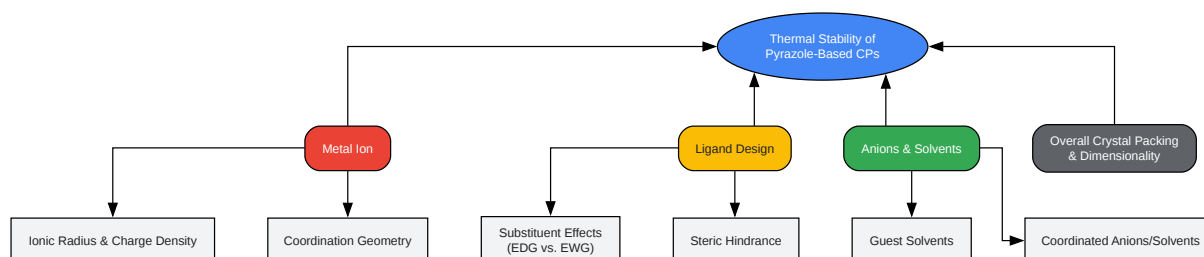 Thermal Stability of
Pyrazole-Based CPs
Metal Ion
Ligand Design
Anions & Solvents
Overall Crystal Packing
& Dimensionality
Ionic Radius & Charge Density
Coordination Geometry
Substituent Effects
(EDG vs. EWG)
Steric Hindrance
Guest Solvents
Coordinated Anions/Solvents